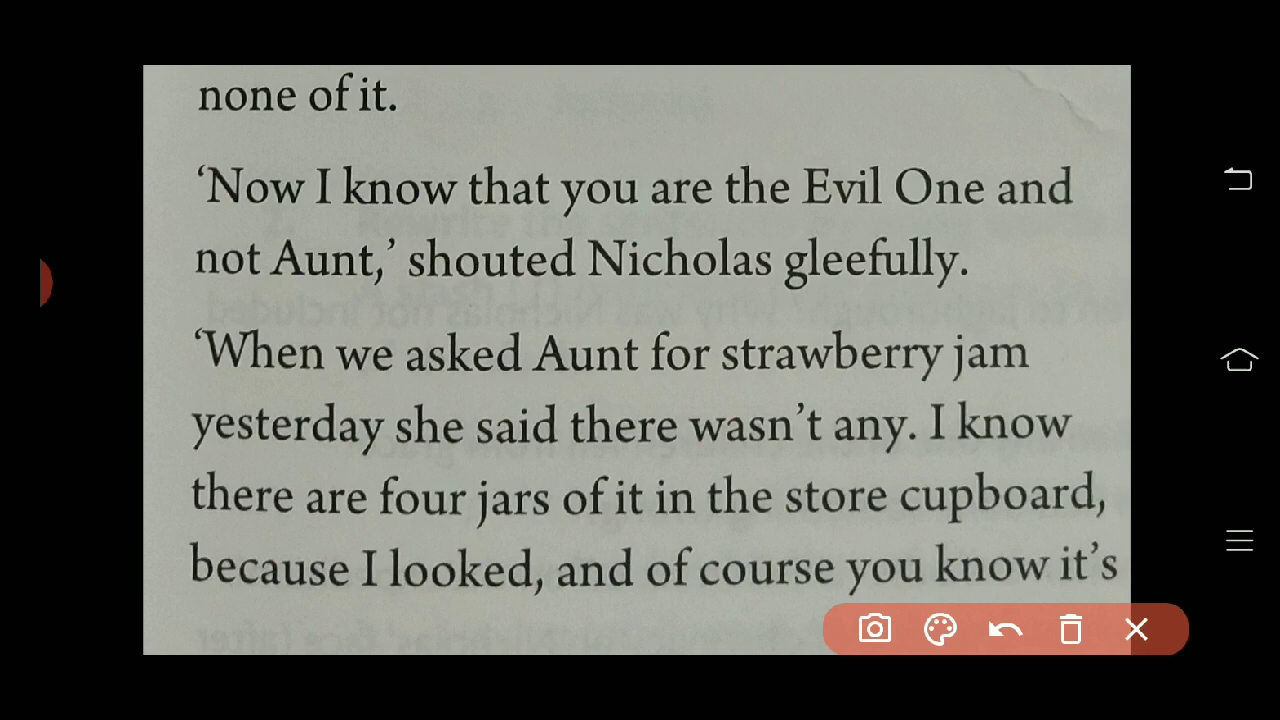 none of it.
‘Now I know that you are the Evil One and
not Aunt,’ shouted Nicholas gleefully.
‘When we asked Aunt for strawberry jam
yesterday she said there wasn’t any. I know
there are four jars of it in the store cupboard,
because I looked, and of course you know it’s